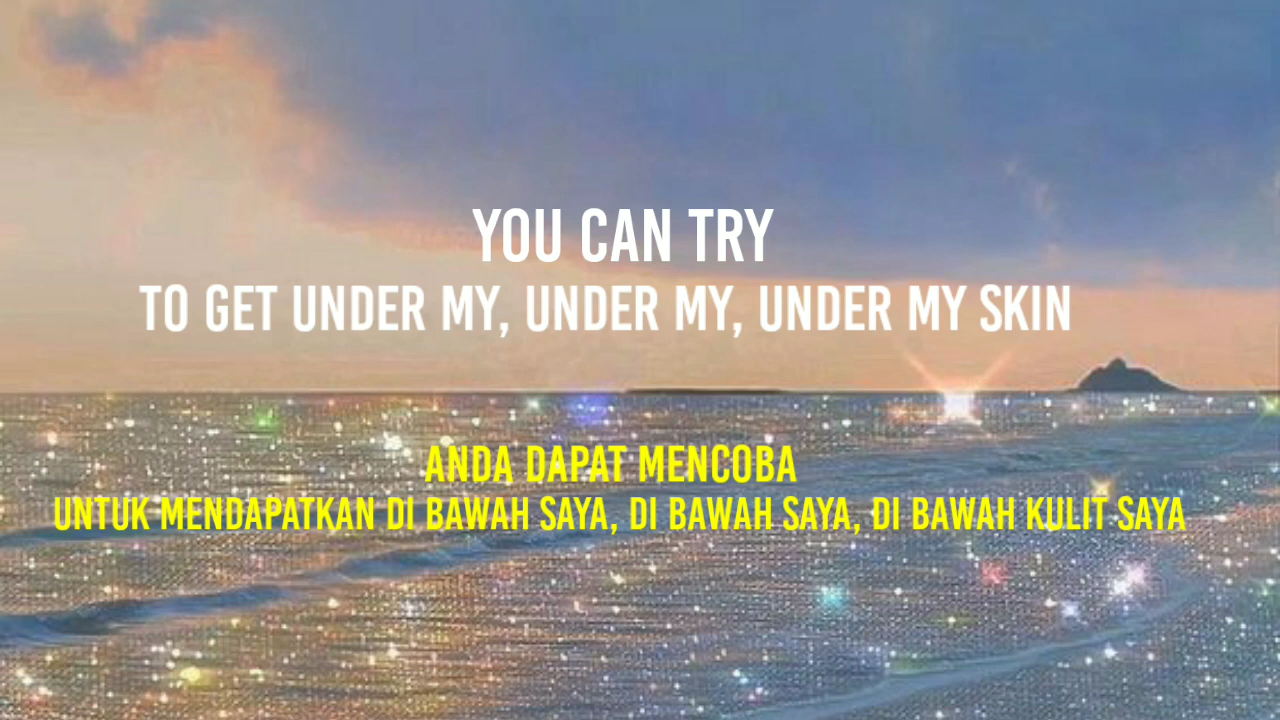 YOU CAN TRY
TO GET UNDER MY, UNDER MY, UNDER MY SKIN
ANDA DAPAT MENCOBA
UNTUK MENDAPATKAN DI BAWAH SAYA, DI BAWAH SAYA, DI BAWAH KULIT SAYA